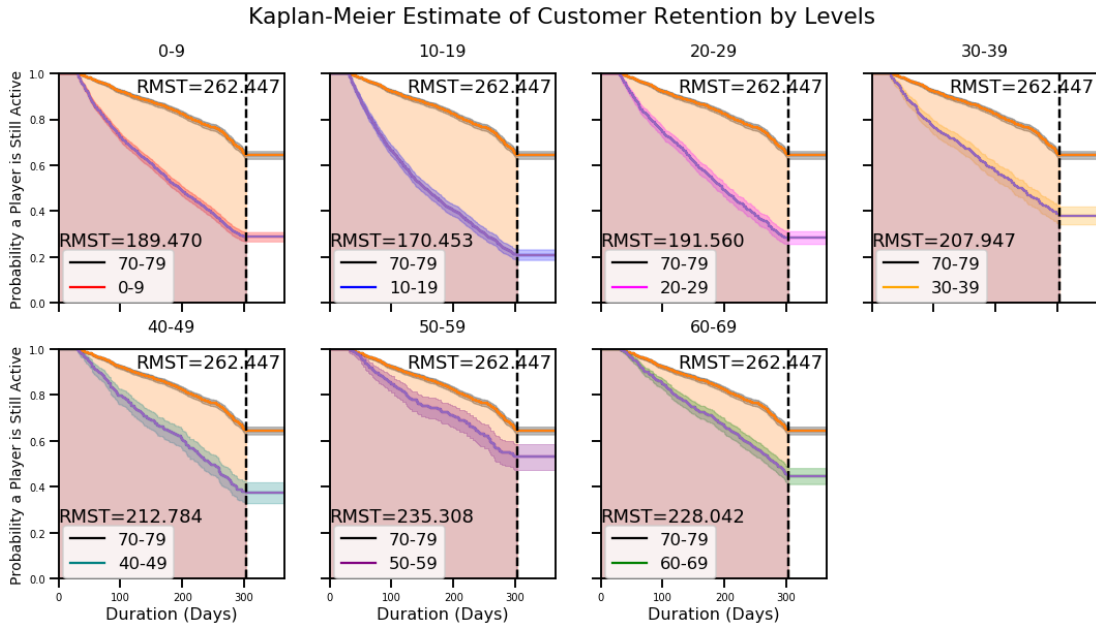 Kaplan-Meier Estimate of Customer Retention by Levels
0-9
10-19
20-29
30-39
Probability a Player is Still Active
1.0
0.8
0.6
0.4
0.2
0.0
RMST=262.447
RMST=189.470
70-79
0-9
RMST=262.447
RMST=170.453
70-79
10-19
RMST=262.447
RMST=191.560
70-79
20-29
RMST=262.447
RMST=207.947
70-79
30-39
40-49
50-59
60-69
Probability a Player is Still Active
1.0
0.8
0.6
0.4
0.2
0.0
RMST=262.447
RMST=212.784
70-79
40-49
RMST=262.447
RMST=235.308
70-79
50-59
RMST=262.447
RMST=228.042
70-79
60-69
0 100 200 300
0 100 200 300
0 100 200 300
Duration (Days)
Duration (Days)
Duration (Days)